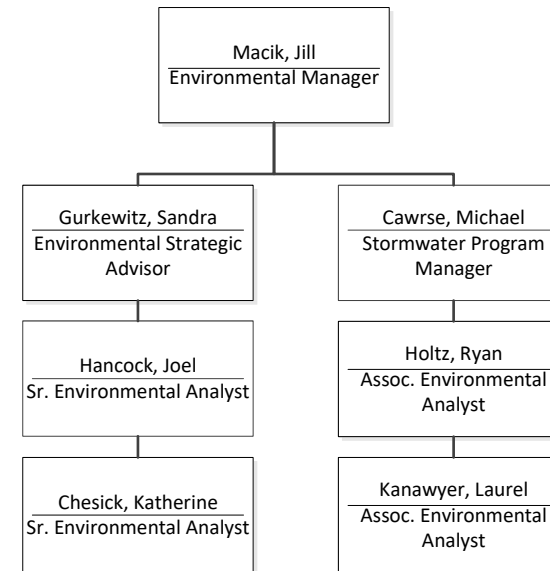 Macik, Jill
Environmental Manager
Gurkewitz, Sandra
Environmental Strategic
Advisor
Cawrse, Michael
Stormwater Program
Manager
Hancock, Joel
Sr. Environmental Analyst
Holtz, Ryan
Assoc. Environmental
Analyst
Chesick, Katherine
Sr. Environmental Analyst
Kanawyer, Laurel
Assoc. Environmental
Analyst